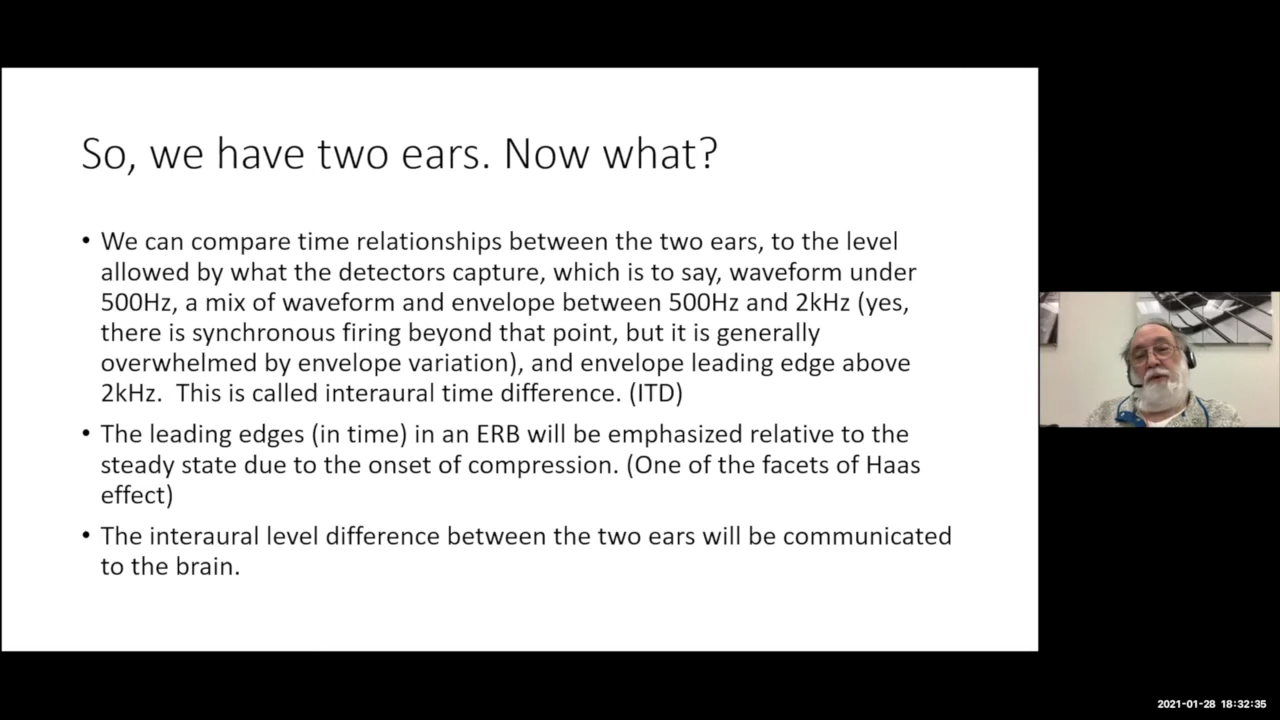 So, we have two ears. Now what?
• We can compare time relationships between the two ears, to the level
allowed by what the detectors capture, which is to say, waveform under
500Hz, a mix of waveform and envelope between 500Hz and 2kHz (yes,
there is synchronous firing beyond that point, but it is generally
overwhelmed by envelope variation), and envelope leading edge above
2kHz.  This is called interaural time difference. (ITD)
• The leading edges (in time) in an ERB will be emphasized relative to the
steady state due to the onset of compression. (One of the facets of Haas
effect)
• The interaural level difference between the two ears will be communicated
to the brain.
2021-01-28 18:32:35